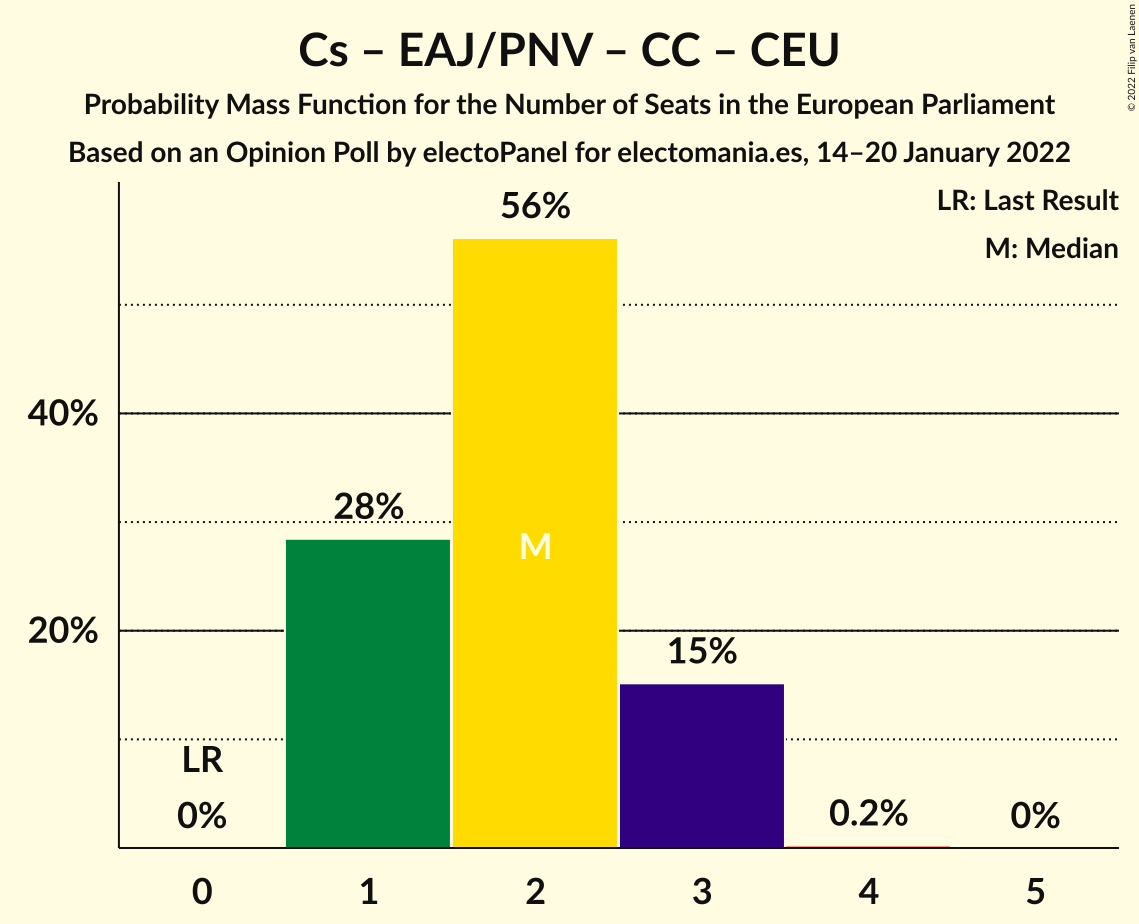 Cs – EAJ/PNV – CC – CEU
Probability Mass Function for the Number of Seats in the European Parliament
Based on an Opinion Poll by electoPanel for electomania.es, 14–20 January 2022
© 2022 Filip van Laenen
LR: Last Result
M: Median
56%
40%
28%
M
20%
15%
LR
0%
0.2%
0%
0 1 2 3 4 5